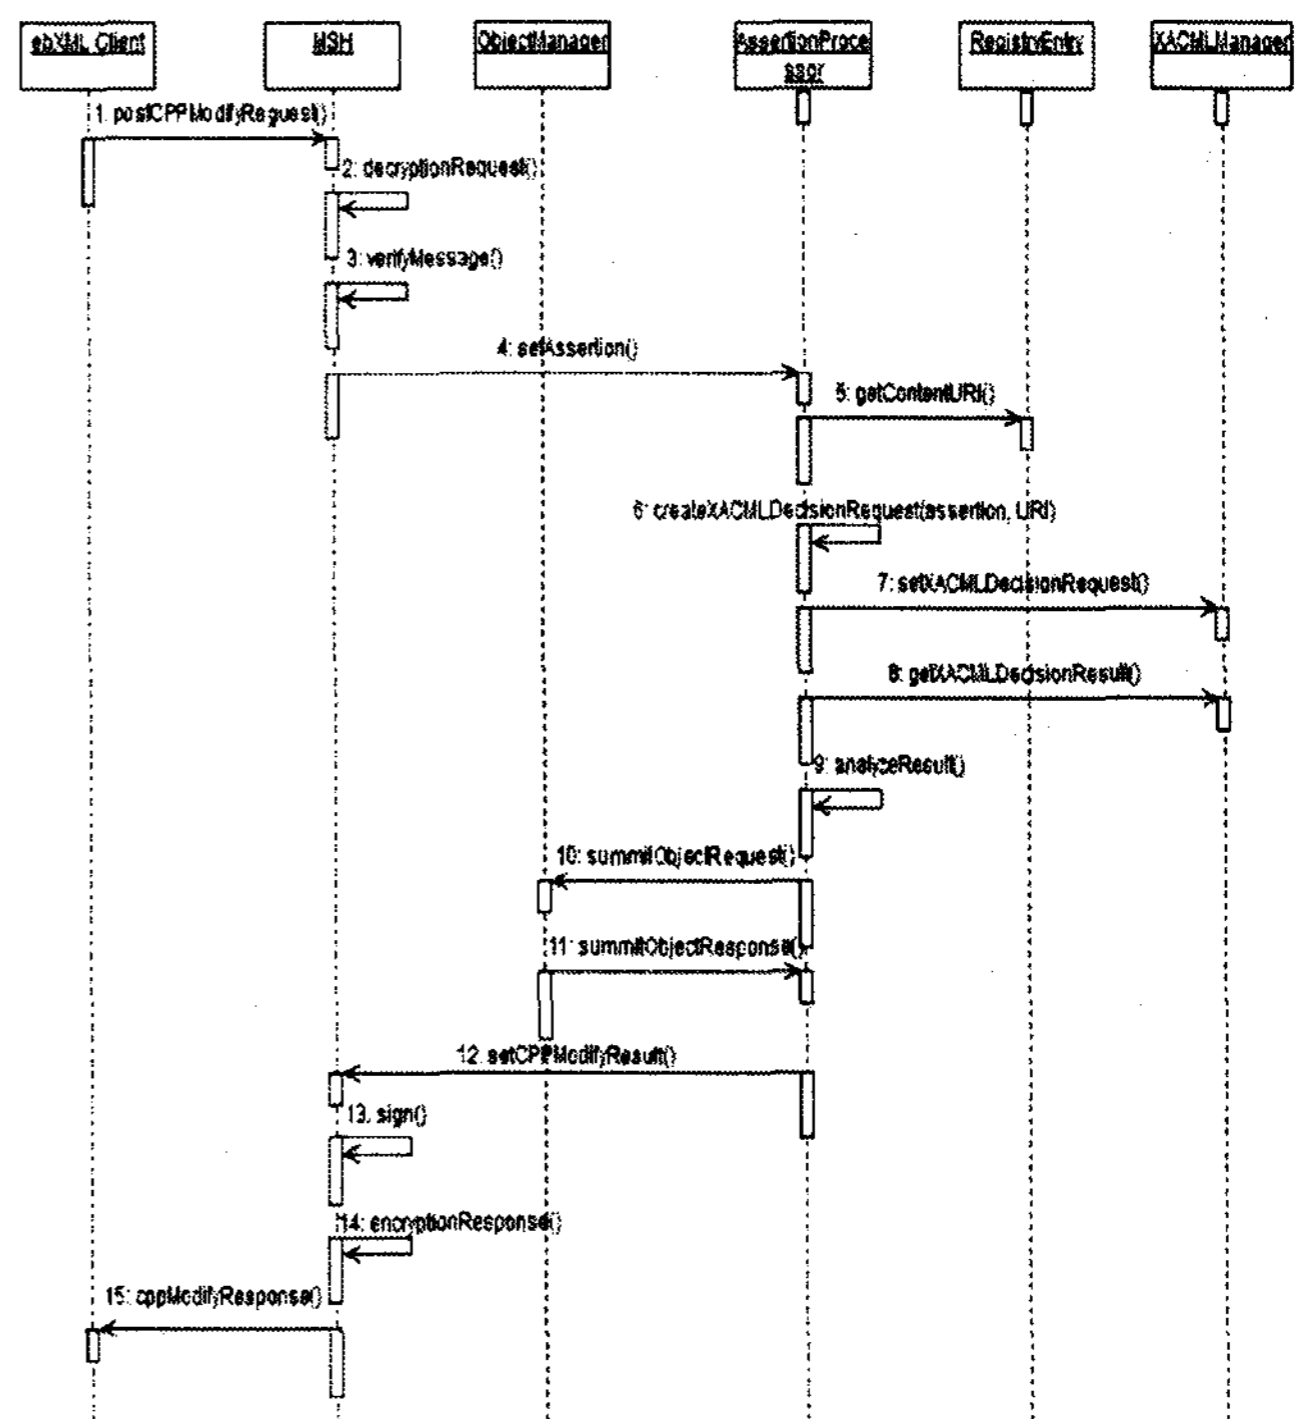 ebXML Client
MSH
ObjectManager
AssertionProce
ssor
RegistryEntry
XACMLManager
1: postCPPModifyRequest()
2: decryptionRequest()
3: verifyMessage()
4: setAssertion()
5: getContentURI()
6: createXACMLDecisionRequest(assertion, URI)
7: setXACMLDecisionRequest()
8: getXACMLDecisionResult()
9: analyzeResult()
10: summitObjectRequest()
11: summitObjectResponse()
12: setCPPModifyResult()
13: sign()
14: encryptionResponse()
15: cppModifyResponse()